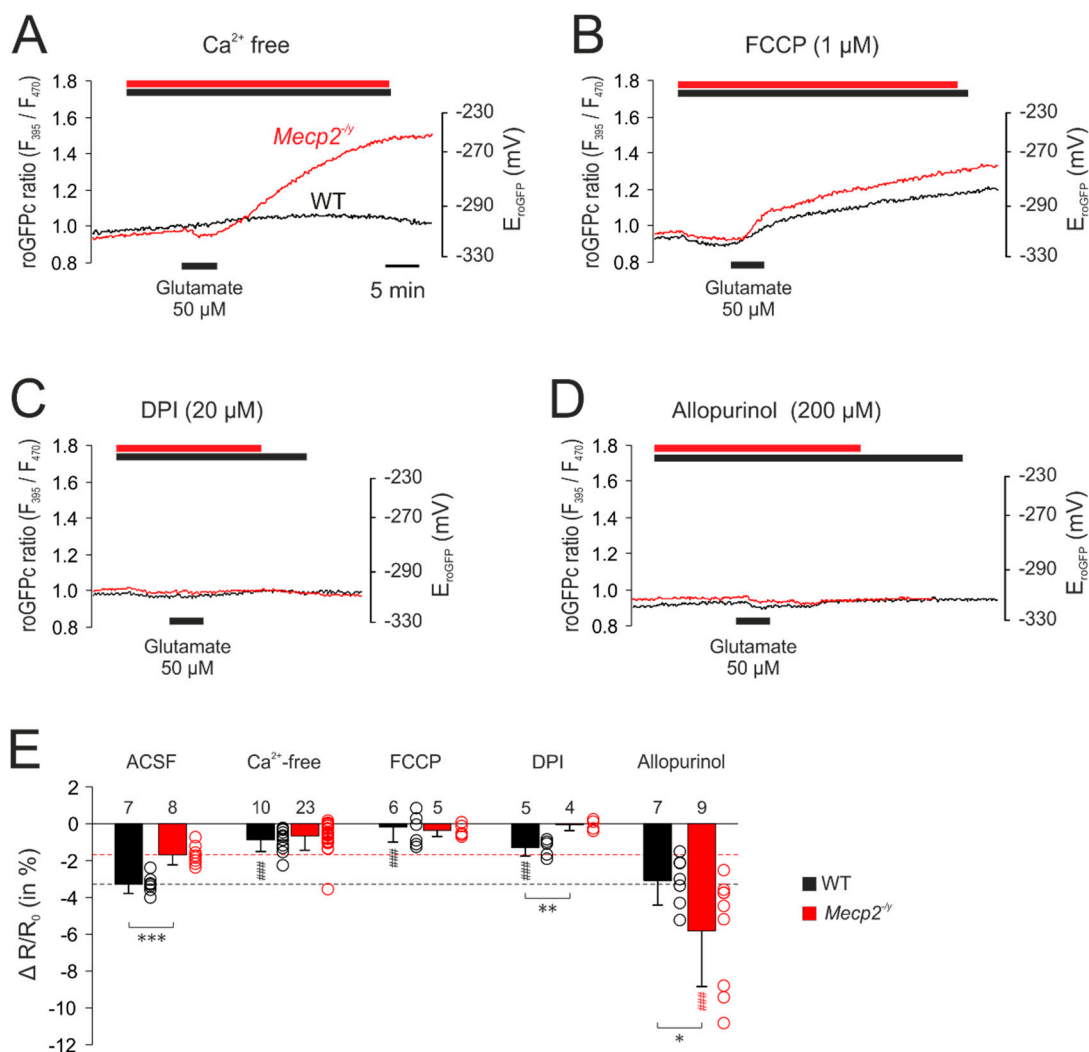 A
Ca²⁺ free
roGFPc ratio (F₃₉₅ / F₄₇₀)
1.8
1.6
1.4
1.2
1.0
0.8
Mecp2⁻/ʸ
WT
-230
-270
-290
-330
E_roGFP (mV)
Glutamate
50 µM
5 min
B
FCCP (1 µM)
roGFPc ratio (F₃₉₅ / F₄₇₀)
1.8
1.6
1.4
1.2
1.0
0.8
-230
-270
-290
-330
E_roGFP (mV)
Glutamate
50 µM
C
DPI (20 µM)
roGFPc ratio (F₃₉₅ / F₄₇₀)
1.8
1.6
1.4
1.2
1.0
0.8
-230
-270
-290
-330
E_roGFP (mV)
Glutamate
50 µM
D
Allopurinol (200 µM)
roGFPc ratio (F₃₉₅ / F₄₇₀)
1.8
1.6
1.4
1.2
1.0
0.8
-230
-270
-290
-330
E_roGFP (mV)
Glutamate
50 µM
E
ACSF Ca²⁺-free FCCP DPI Allopurinol
7 8 10 23 6 5 5 4 7 9
Δ R/R₀ (in %)
2
0
-2
-4
-6
-8
-10
-12
### ### ### ###
*** ** *
WT
Mecp2⁻/ʸ